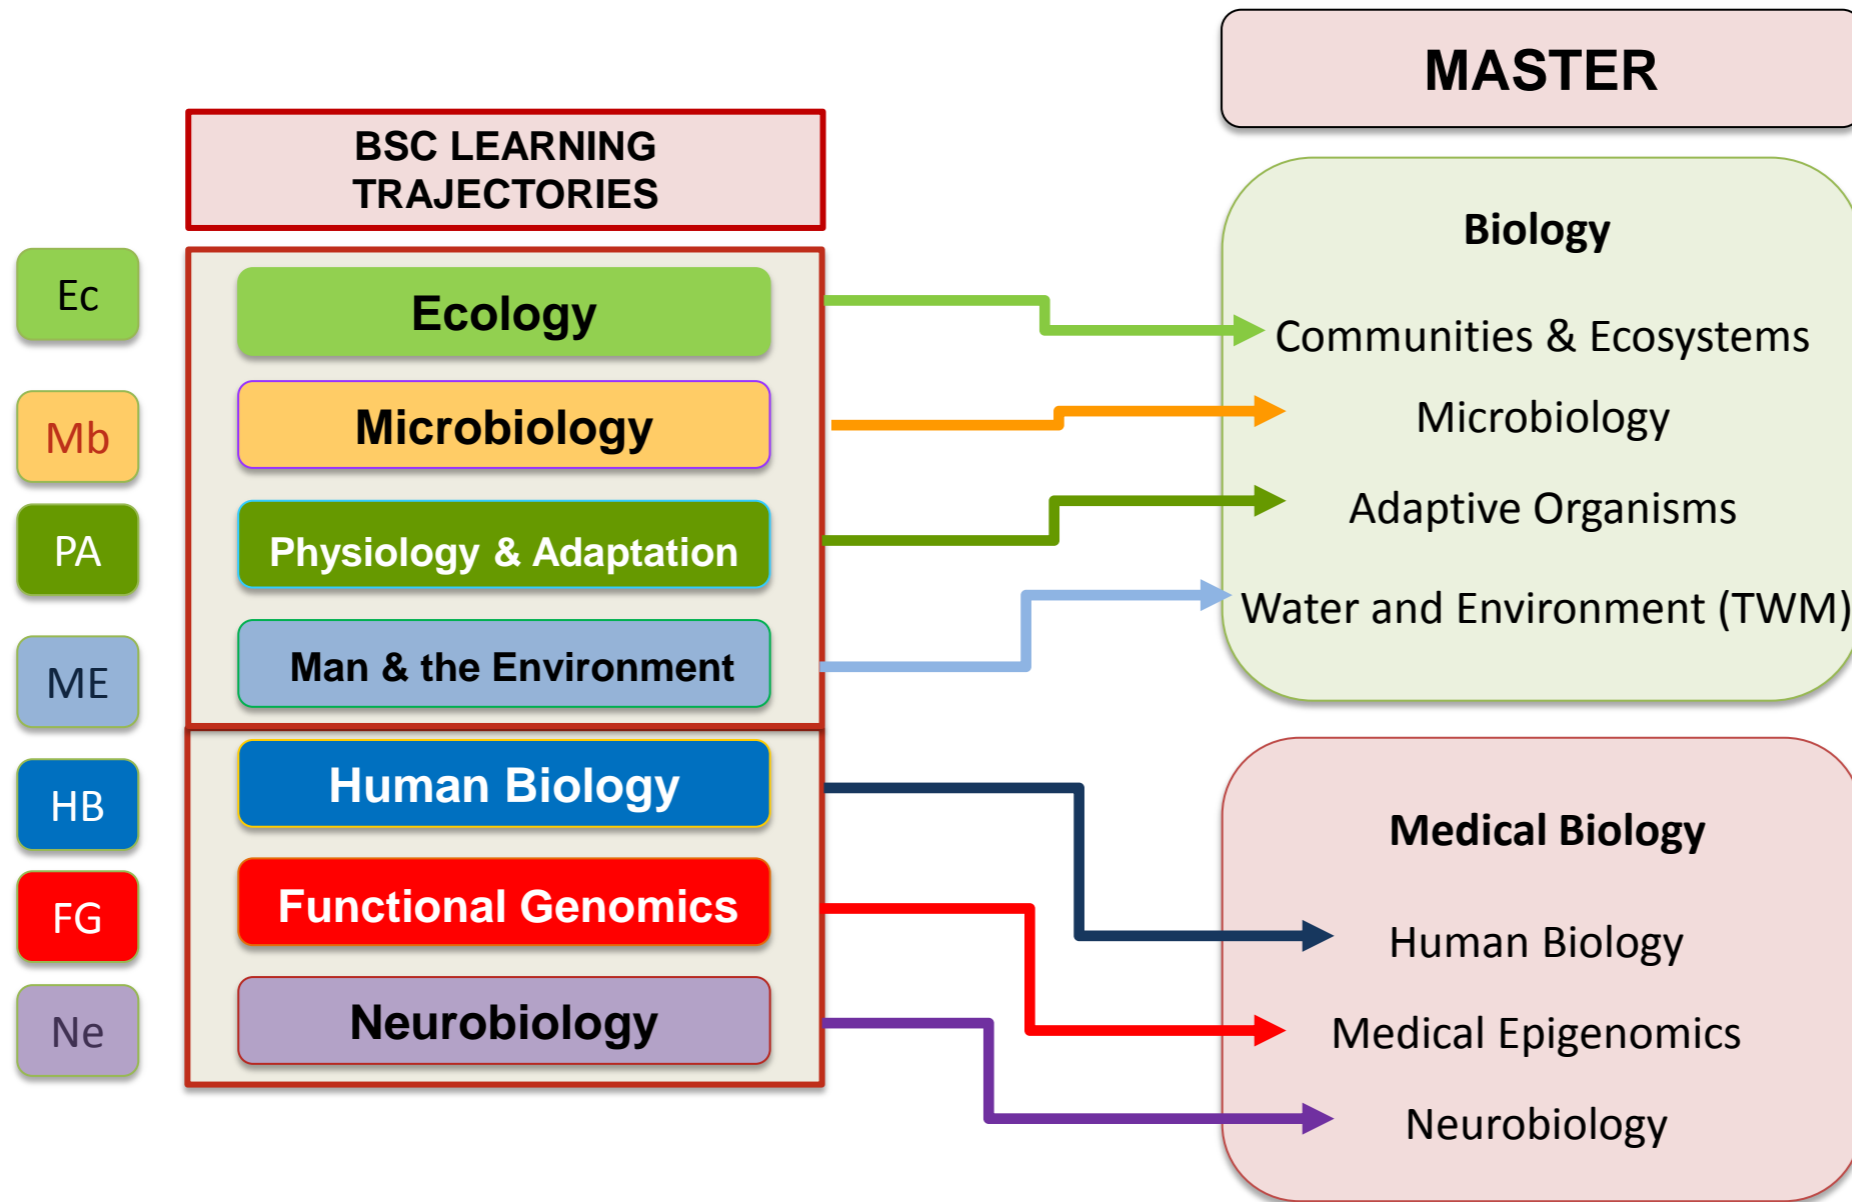 MASTER
BSC LEARNING
TRAJECTORIES
Ec
Mb
PA
ME
HB
FG
Ne
Ecology
Microbiology
Physiology & Adaptation
Man & the Environment
Human Biology
Functional Genomics
Neurobiology
Biology
Communities & Ecosystems
Microbiology
Adaptive Organisms
Water and Environment (TWM)
Medical Biology
Human Biology
Medical Epigenomics
Neurobiology